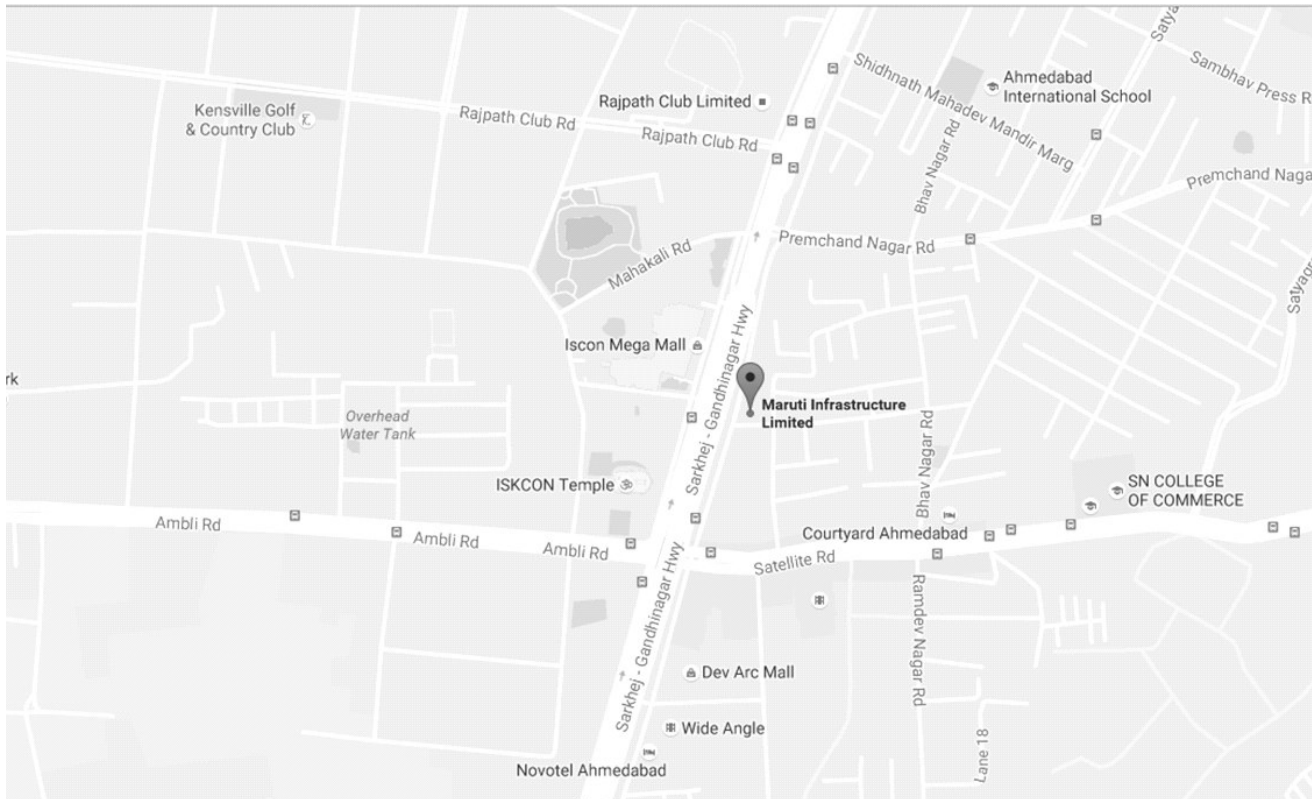 Satya
Shidhnath Mahadev Mandir Marg
Sambhav Press R
Ahmedabad
International School
Rajpath Club Limited
Kensville Golf
& Country Club
Rajpath Club Rd
Rajpath Club Rd
Bhav Nagar Rd
Premchand Naga
Premchand Nagar Rd
Mahakali Rd
Satyagr
Sarkhej - Gandhinagar Hwy
Iscon Mega Mall
rk
Maruti Infrastructure
Limited
Overhead
Water Tank
Bhav Nagar Rd
ISKCON Temple
SN COLLEGE
OF COMMERCE
Ambli Rd
Ambli Rd
Ambli Rd
Courtyard Ahmedabad
Satellite Rd
Sarkhej - Gandhinagar Hwy
Ramdev Nagar Rd
Dev Arc Mall
Wide Angle
Novotel Ahmedabad
Lane 18